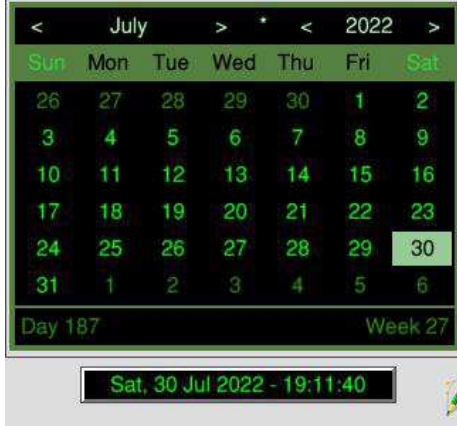 < July > * < 2022 >
Sun Mon Tue Wed Thu Fri Sat
26 27 28 29 30 1 2
3 4 5 6 7 8 9
10 11 12 13 14 15 16
17 18 19 20 21 22 23
24 25 26 27 28 29 30
31 1 2 3 4 5 6
Day 187 Week 27
Sat, 30 Jul 2022 - 19:11:40